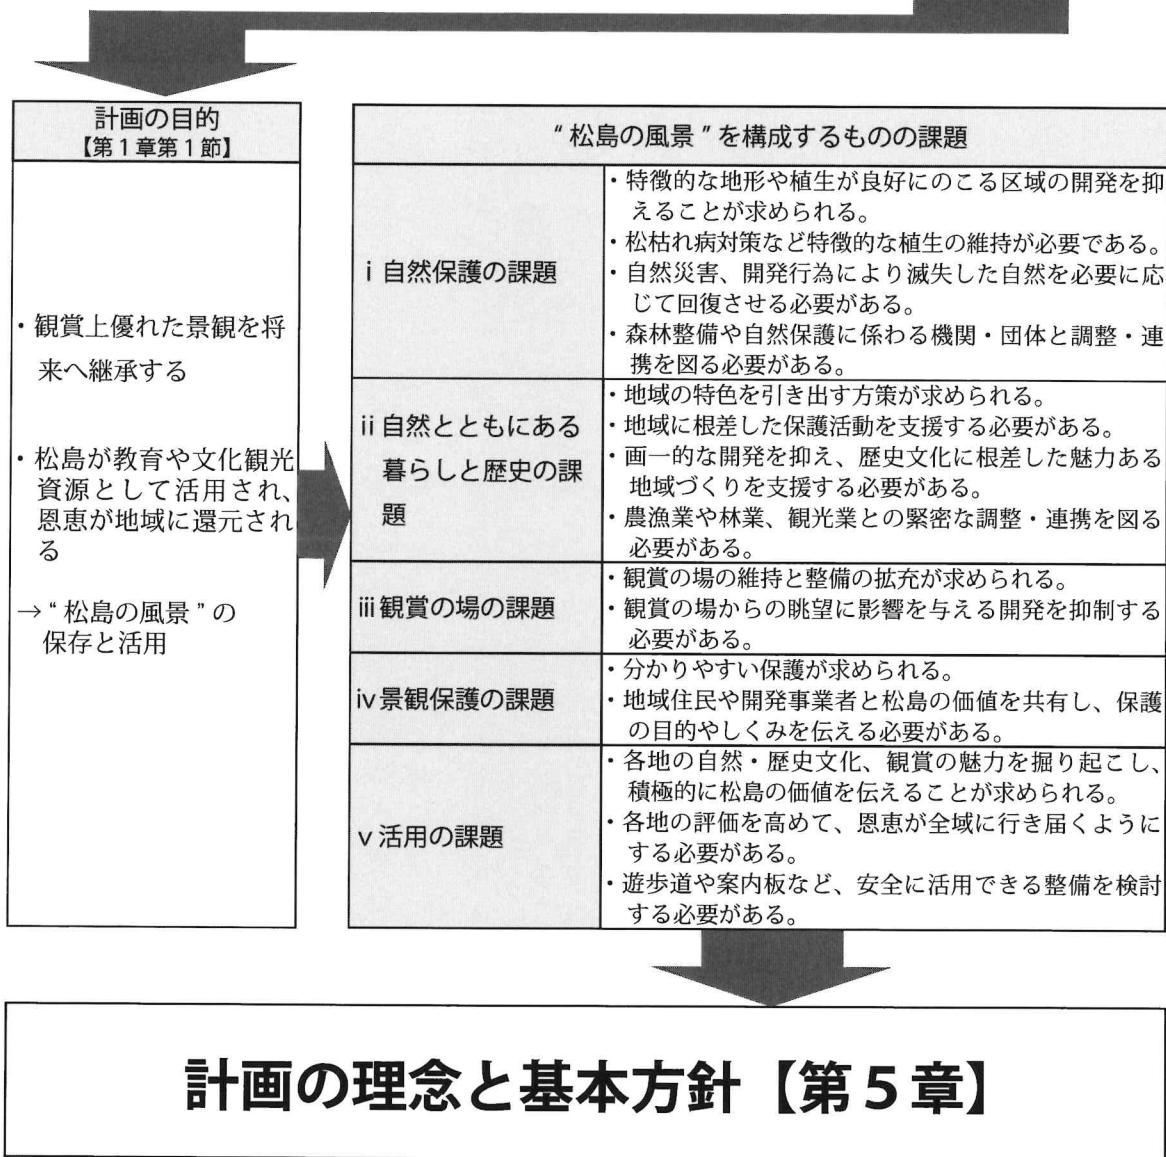 計画の目的
【第1章第1節】
・観賞上優れた景観を将
来へ継承する
・松島が教育や文化観光
資源として活用され、
恩恵が地域に還元され
る
→“松島の風景”の
保存と活用
“松島の風景”を構成するものの課題
ⅰ自然保護の課題
・特徴的な地形や植生が良好にのこる区域の開発を抑
えることが求められる。
・松枯れ病対策など特徴的な植生の維持が必要である。
・自然災害、開発行為により滅失した自然を必要に応
じて回復させる必要がある。
・森林整備や自然保護に係わる機関・団体と調整・連
携を図る必要がある。
ⅱ自然とともにある
暮らしと歴史の課
題
・地域の特色を引き出す方策が求められる。
・地域に根差した保護活動を支援する必要がある。
・画一的な開発を抑え、歴史文化に根差した魅力ある
地域づくりを支援する必要がある。
・農漁業や林業、観光業との緊密な調整・連携を図る
必要がある。
ⅲ観賞の場の課題
・観賞の場の維持と整備の拡充が求められる。
・観賞の場からの眺望に影響を与える開発を抑制する
必要がある。
ⅳ景観保護の課題
・分かりやすい保護が求められる。
・地域住民や開発事業者と松島の価値を共有し、保護
の目的やしくみを伝える必要がある。
ⅴ活用の課題
・各地の自然・歴史文化、観賞の魅力を掘り起こし、
積極的に松島の価値を伝えることが求められる。
・各地の評価を高めて、恩恵が全域に行き届くように
する必要がある。
・遊歩道や案内板など、安全に活用できる整備を検討
する必要がある。
計画の理念と基本方針【第5章】